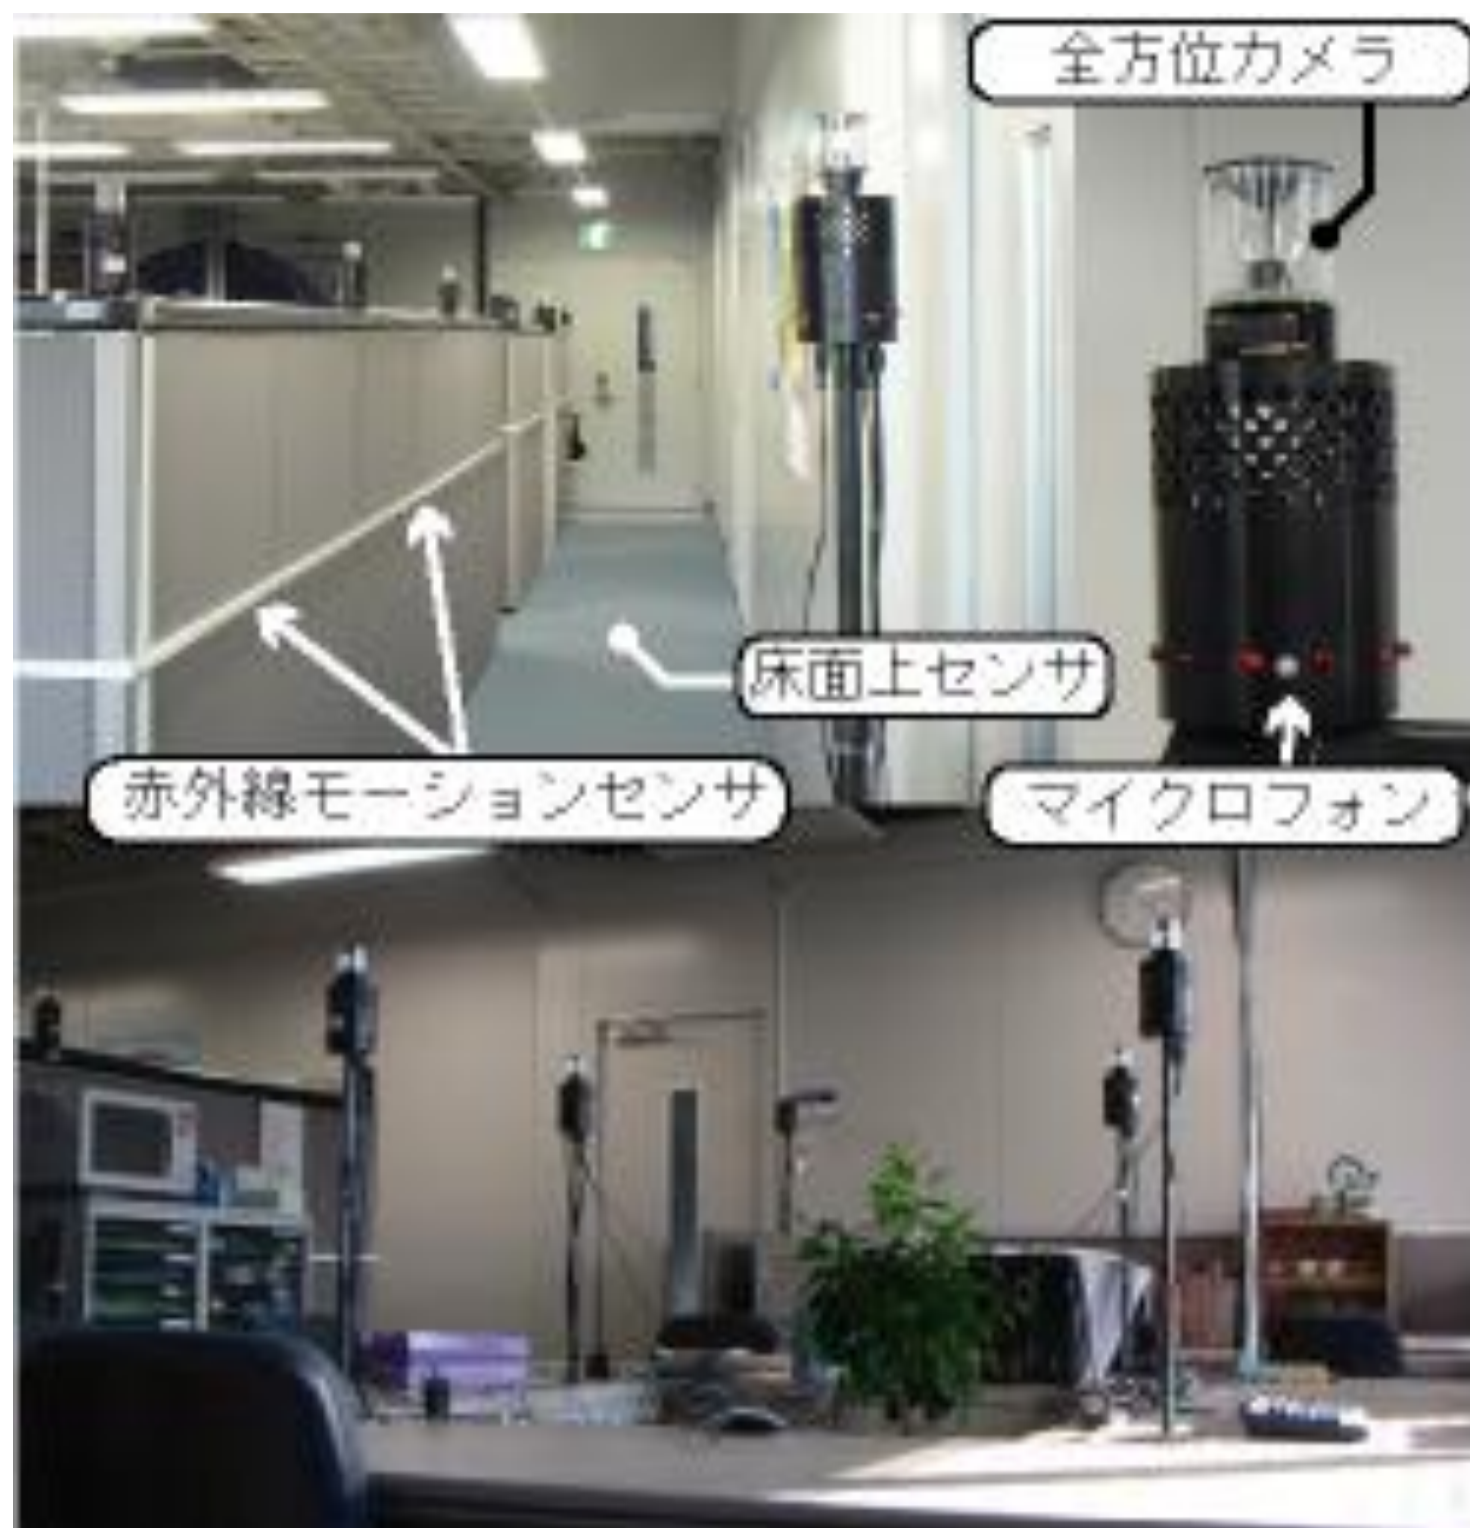 全方位カメラ
床面上センサ
赤外線モーションセンサ
マイクロフォン